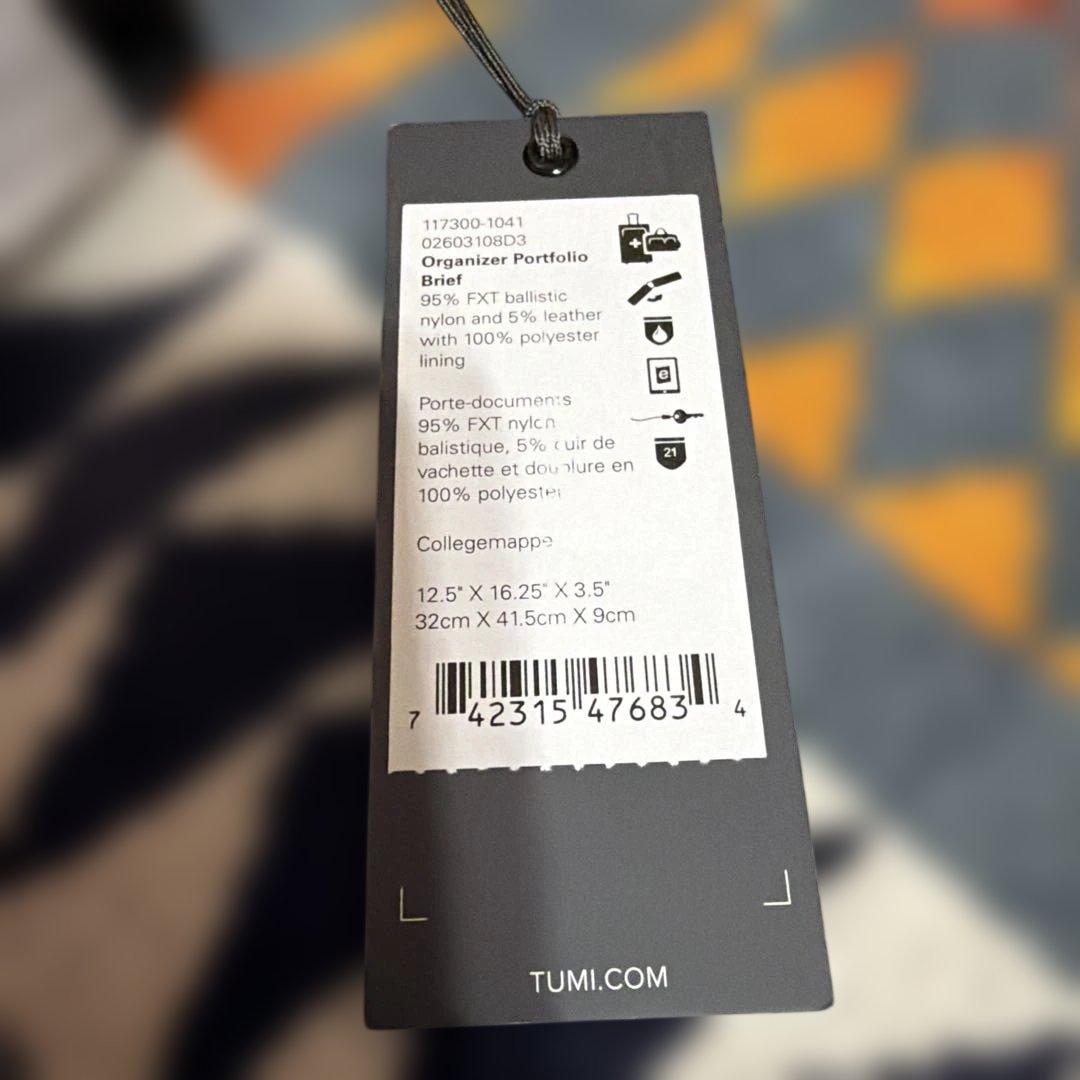 117300-1041
02603108D3
Organizer Portfolio
Brief
95% FXT ballistic
nylon and 5% leather
with 100% polyester
lining
Porte-documents
95% FXT nylon
balistique, 5% cuir de
vachette et doublure en
100% polyester
Collegemappe
12.5" X 16.25" X 3.5"
32cm X 41.5cm X 9cm
7 42315 47683 4
e
21
TUMI.COM